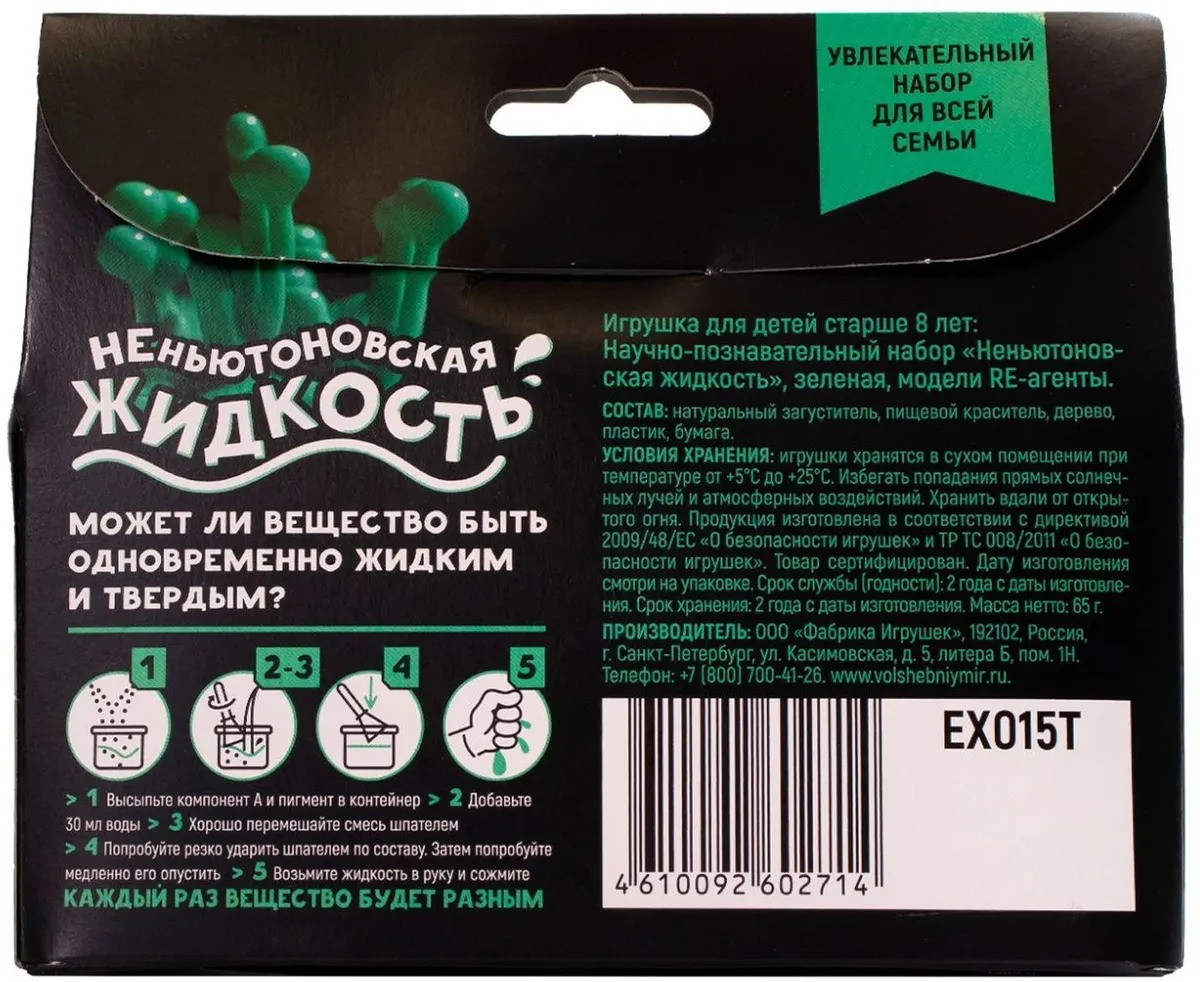 УВЛЕКАТЕЛЬНЫЙ
НАБОР
ДЛЯ ВСЕЙ
СЕМЬИ
НЕНЬЮТОНОВСКАЯ
ЖИДКОСТЬ
МОЖЕТ ЛИ ВЕЩЕСТВО БЫТЬ
ОДНОВРЕМЕННО ЖИДКИМ
И ТВЕРДЫМ?
1
2-3
4
5
> 1 Высыпьте компонент А и пигмент в контейнер > 2 Добавьте
30 мл воды > 3 Хорошо перемешайте смесь шпателем
> 4 Попробуйте резко ударить шпателем по составу. Затем попробуйте
медленно его опустить > 5 Возьмите жидкость в руку и сожмите
КАЖДЫЙ РАЗ ВЕЩЕСТВО БУДЕТ РАЗНЫМ
Игрушка для детей старше 8 лет:
Научно-познавательный набор «Неньютонов-
ская жидкость», зеленая, модели RE-агенты.
СОСТАВ: натуральный загуститель, пищевой краситель, дерево,
пластик, бумага.
УСЛОВИЯ ХРАНЕНИЯ: игрушки хранятся в сухом помещении при
температуре от +5°С до +25°С. Избегать попадания прямых солнеч-
ных лучей и атмосферных воздействий. Хранить вдали от откры-
того огня. Продукция изготовлена в соответствии с директивой
2009/48/ЕС «О безопасности игрушек» и ТР ТС 008/2011 «О безо-
пасности игрушек». Товар сертифицирован. Дату изготовления
смотри на упаковке. Срок службы (годности): 2 года с даты изготовле-
ния. Срок хранения: 2 года с даты изготовления. Масса нетто: 65 г.
ПРОИЗВОДИТЕЛЬ: ООО «Фабрика Игрушек», 192102, Россия,
г. Санкт-Петербург, ул. Касимовская, д. 5, литера Б, пом. 1Н.
Телефон: +7 (800) 700-41-26. www.volshebniymir.ru.
EX015T
4 610092 602714